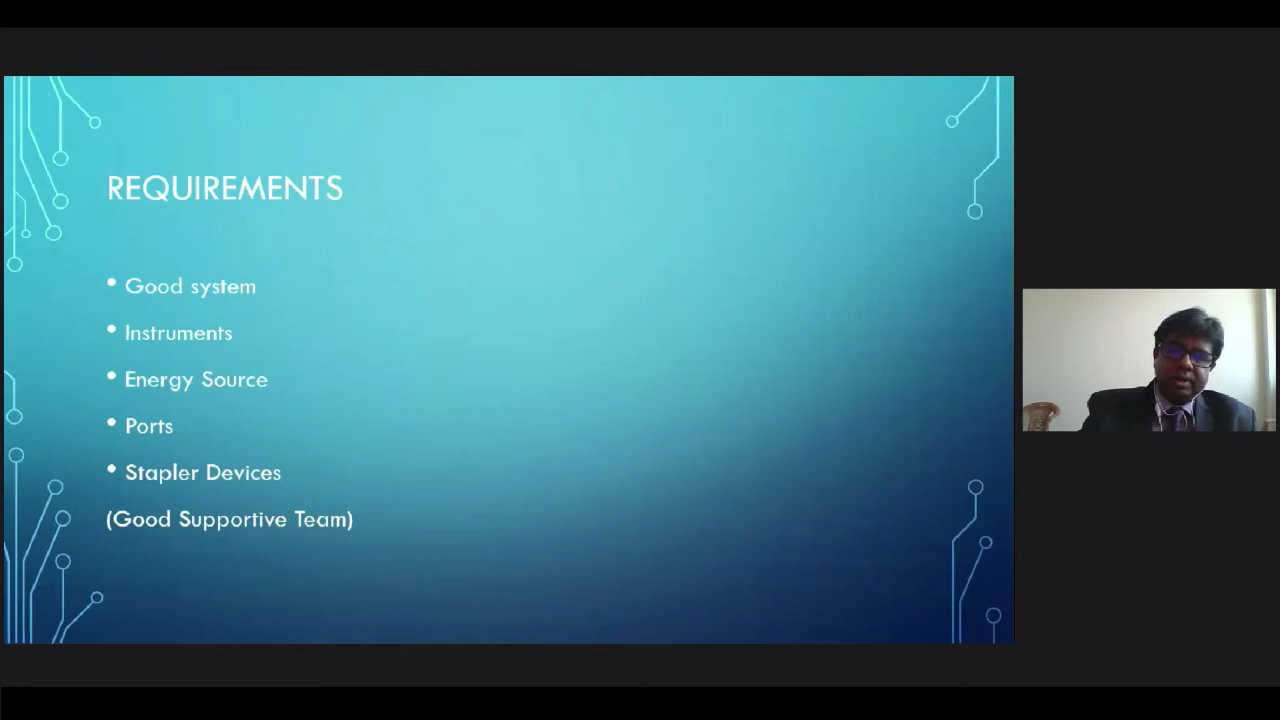 REQUIREMENTS
• Good system
• Instruments
• Energy Source
• Ports
• Stapler Devices
(Good Supportive Team)